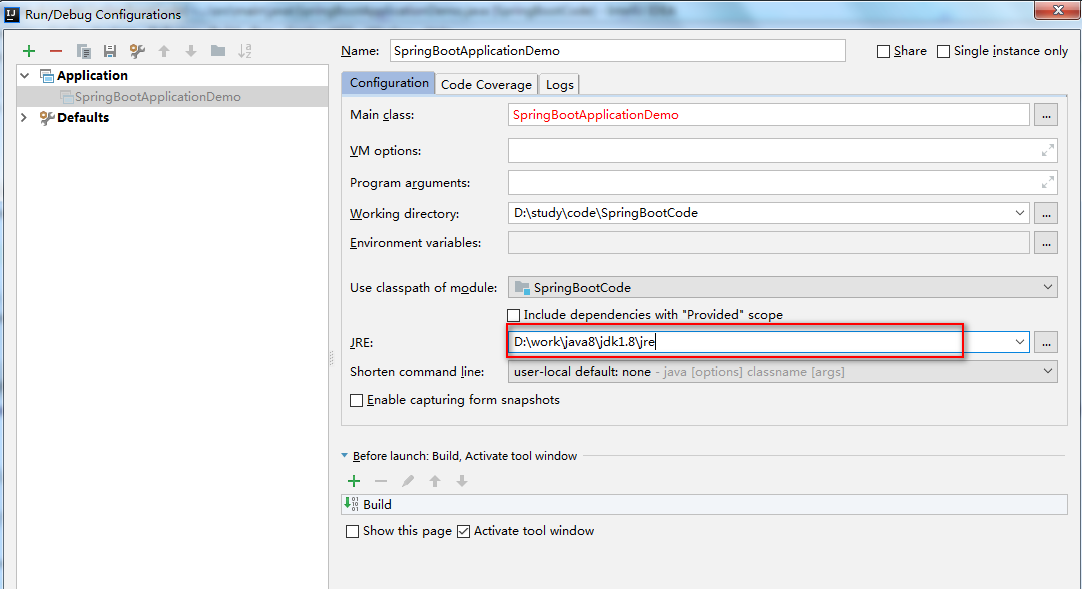 Run/Debug Configurations
Name: SpringBootApplicationDemo Share Single instance only
Application
SpringBootApplicationDemo
Defaults
Configuration Code Coverage Logs
Main class: SpringBootApplicationDemo ...
VM options:
Program arguments:
Working directory: D:\study\code\SpringBootCode ...
Environment variables: ...
Use classpath of module: SpringBootCode
Include dependencies with "Provided" scope
JRE: D:\work\java8\jdk1.8\jre ...
Shorten command line: user-local default: none - java [options] classname [args]
Enable capturing form snapshots
Before launch: Build, Activate tool window
Build
Show this page Activate tool window